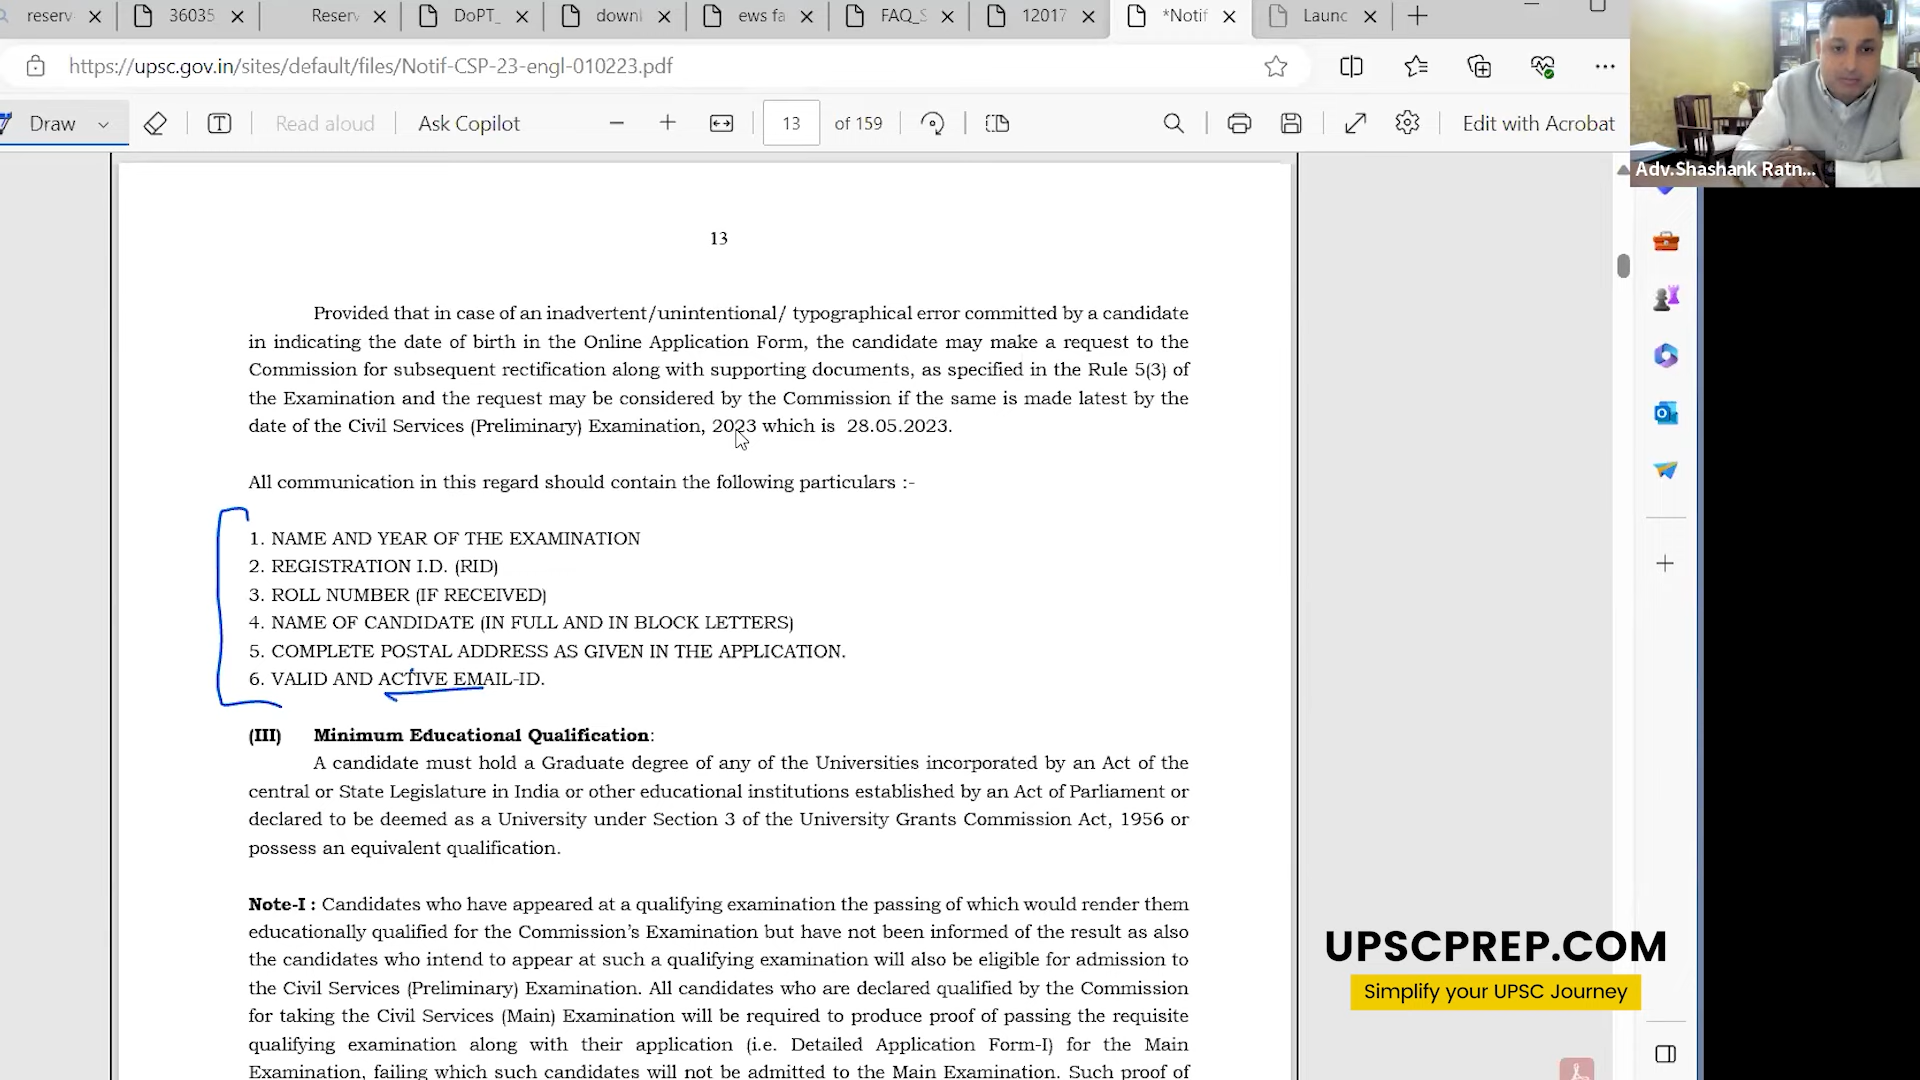 reserv
36035
Reserv
DoPT_
downl
ews fa
FAQ_S
12017
*Notif
Launc
https://upsc.gov.in/sites/default/files/Notif-CSP-23-engl-010223.pdf
Draw
Read aloud
Ask Copilot
13
of 159
Edit with Acrobat
Adv.Shashank Ratn...
13
Provided that in case of an inadvertent/unintentional/ typographical error committed by a candidate
in indicating the date of birth in the Online Application Form, the candidate may make a request to the
Commission for subsequent rectification along with supporting documents, as specified in the Rule 5(3) of
the Examination and the request may be considered by the Commission if the same is made latest by the
date of the Civil Services (Preliminary) Examination, 2023 which is 28.05.2023.
All communication in this regard should contain the following particulars :-
1. NAME AND YEAR OF THE EXAMINATION
2. REGISTRATION I.D. (RID)
3. ROLL NUMBER (IF RECEIVED)
4. NAME OF CANDIDATE (IN FULL AND IN BLOCK LETTERS)
5. COMPLETE POSTAL ADDRESS AS GIVEN IN THE APPLICATION.
6. VALID AND ACTIVE EMAIL-ID.
(III) Minimum Educational Qualification:
A candidate must hold a Graduate degree of any of the Universities incorporated by an Act of the
central or State Legislature in India or other educational institutions established by an Act of Parliament or
declared to be deemed as a University under Section 3 of the University Grants Commission Act, 1956 or
possess an equivalent qualification.
Note-I : Candidates who have appeared at a qualifying examination the passing of which would render them
educationally qualified for the Commission's Examination but have not been informed of the result as also
the candidates who intend to appear at such a qualifying examination will also be eligible for admission to
the Civil Services (Preliminary) Examination. All candidates who are declared qualified by the Commission
for taking the Civil Services (Main) Examination will be required to produce proof of passing the requisite
qualifying examination along with their application (i.e. Detailed Application Form-I) for the Main
Examination, failing which such candidates will not be admitted to the Main Examination. Such proof of
UPSCPREP.COM
Simplify your UPSC Journey